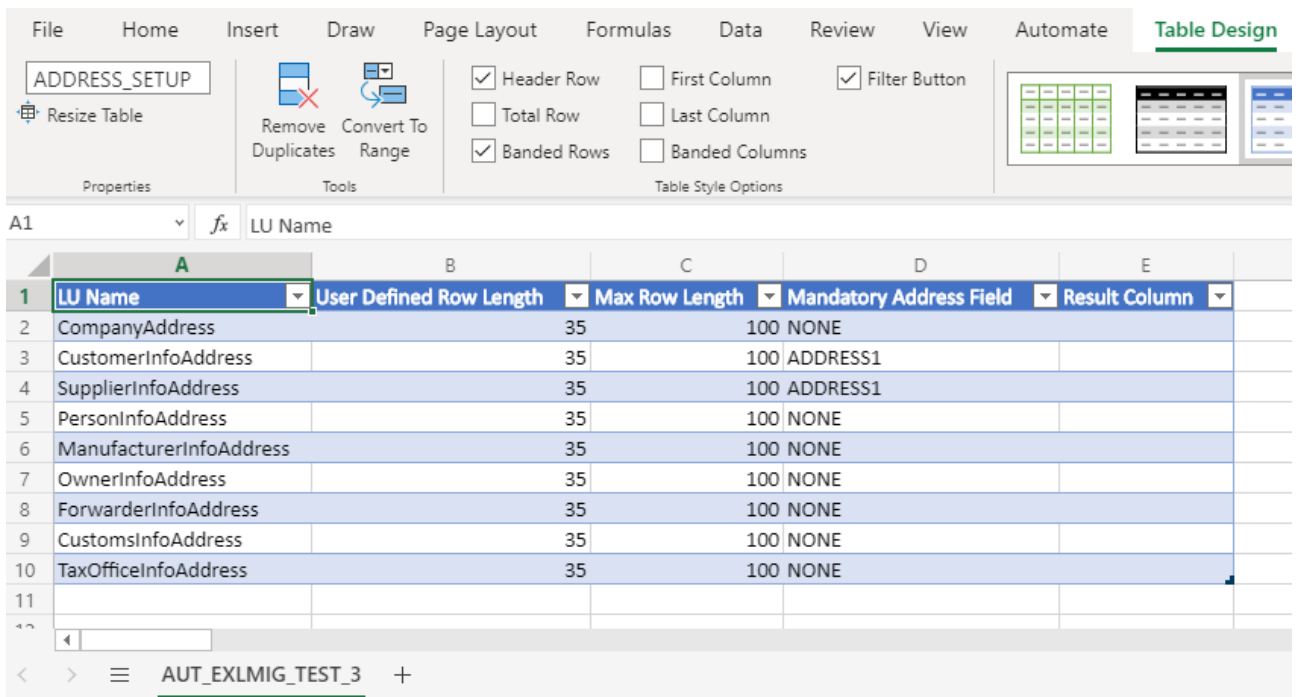 File Home Insert Draw Page Layout Formulas Data Review View Automate Table Design
ADDRESS_SETUP
Resize Table
Properties
Remove Duplicates
Convert To Range
Tools
Header Row First Column Filter Button
Total Row Last Column
Banded Rows Banded Columns
Table Style Options
A1 fx LU Name
A B C D E
1 LU Name User Defined Row Length Max Row Length Mandatory Address Field Result Column
2 CompanyAddress 35 100 NONE
3 CustomerInfoAddress 35 100 ADDRESS1
4 SupplierInfoAddress 35 100 ADDRESS1
5 PersonInfoAddress 35 100 NONE
6 ManufacturerInfoAddress 35 100 NONE
7 OwnerInfoAddress 35 100 NONE
8 ForwarderInfoAddress 35 100 NONE
9 CustomsInfoAddress 35 100 NONE
10 TaxOfficeInfoAddress 35 100 NONE
11
AUT_EXLMIG_TEST_3